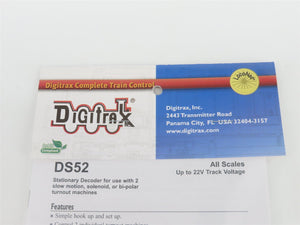 Digitrax Complete Train Control
LocoNet
DIGITRAX
Digitrax, Inc.
2443 Transmitter Road
Panama City, FL USA 32404-3157
www.digitrax.com
DS52
All Scales
Up to 22V Track Voltage
Stationary Decoder for use with 2
slow motion, solenoid, or bi-polar
turnout machines
Features
• Simple hook up and set up.